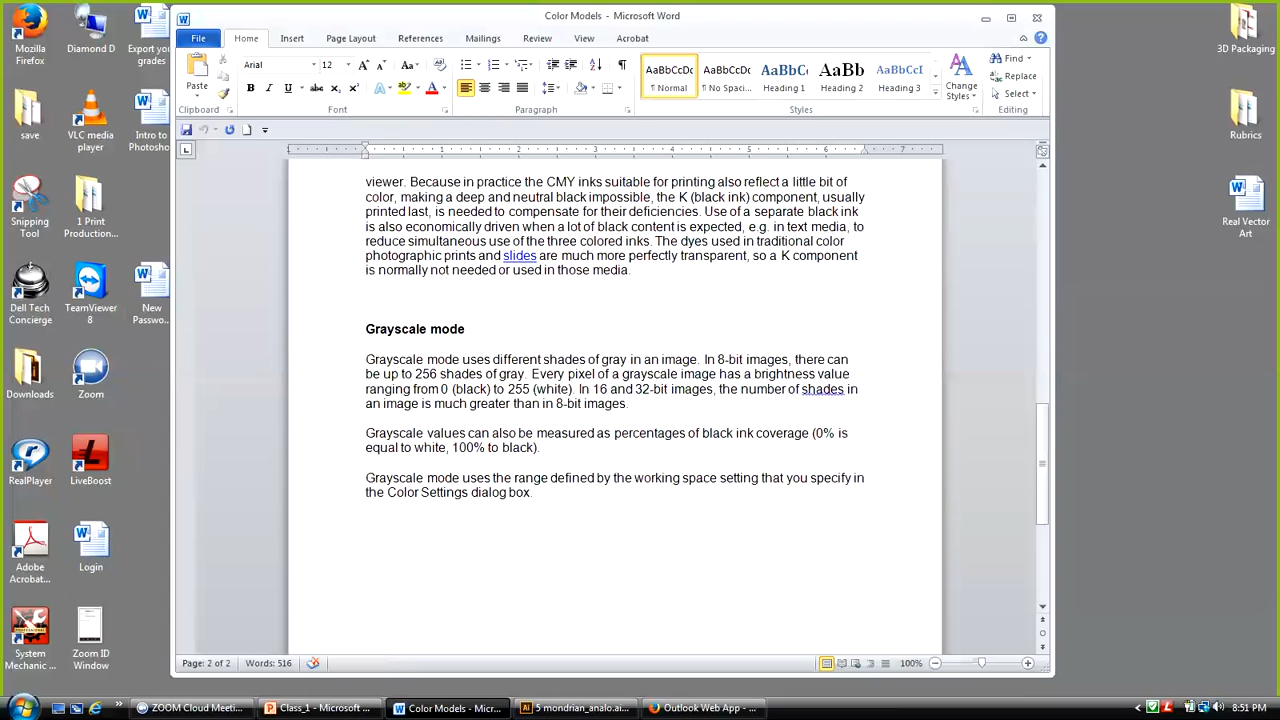 Mozilla Firefox
Diamond D
Export your grades
save
VLC media player
Intro to Photosho
Snipping Tool
1 Print Production...
Dell Tech Concierge
TeamViewer 8
New Passwo...
Downloads
Zoom
RealPlayer
LiveBoost
Adobe Acrobat...
Login
System Mechanic ...
Zoom ID Window
3D Packaging
Rubrics
Real Vector Art
Color Models - Microsoft Word
File Home Insert Page Layout References Mailings Review View Acrobat
Paste
Clipboard
Arial 12
Font
Paragraph
AaBbCcDc AaBbCcDc AaBbC AaBb AaBbCcI
¶ Normal ¶ No Spaci... Heading 1 Heading 2 Heading 3
Change Styles
Styles
Find
Replace
Select
Editing
1 2 3 4 5 6 7
viewer. Because in practice the CMY inks suitable for printing also reflect a little bit of
color, making a deep and neutral black impossible, the K (black ink) component, usually
printed last, is needed to compensate for their deficiencies. Use of a separate black ink
is also economically driven when a lot of black content is expected, e.g. in text media, to
reduce simultaneous use of the three colored inks. The dyes used in traditional color
photographic prints and slides are much more perfectly transparent, so a K component
is normally not needed or used in those media.
Grayscale mode
Grayscale mode uses different shades of gray in an image. In 8-bit images, there can
be up to 256 shades of gray. Every pixel of a grayscale image has a brightness value
ranging from 0 (black) to 255 (white). In 16 and 32-bit images, the number of shades in
an image is much greater than in 8-bit images.
Grayscale values can also be measured as percentages of black ink coverage (0% is
equal to white, 100% to black).
Grayscale mode uses the range defined by the working space setting that you specify in
the Color Settings dialog box.
Page: 2 of 2 Words: 516
100%
ZOOM Cloud Meeti... Class_1 - Microsoft ... Color Models - Micr... 5 mondrian_analo.ai... Outlook Web App - ... 8:51 PM